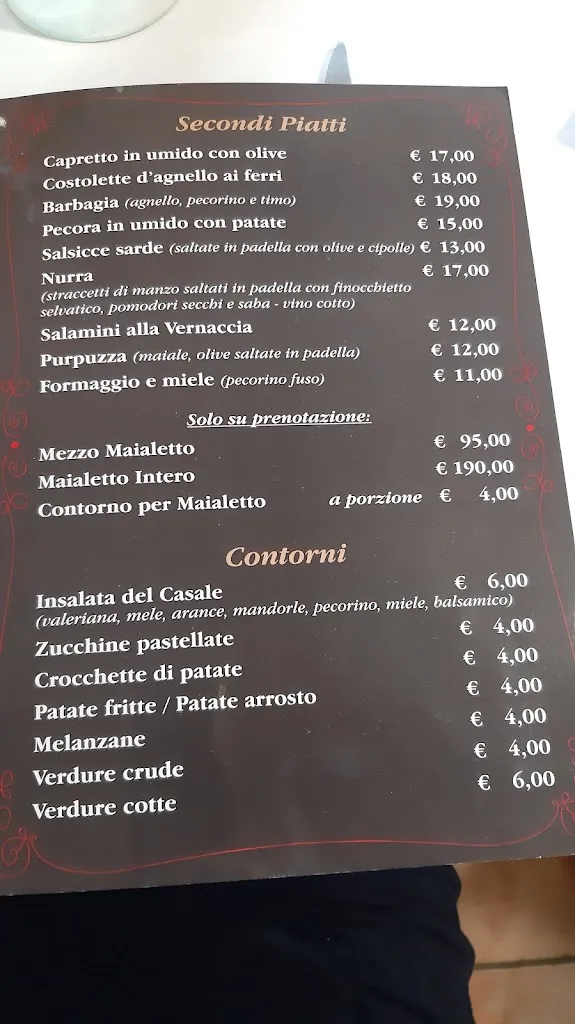 Secondi Piatti
Capretto in umido con olive € 17,00
Costolette d'agnello ai ferri € 18,00
Barbagia (agnello, pecorino e timo) € 19,00
Pecora in umido con patate € 15,00
Salsicce sarde (saltate in padella con olive e cipolle) € 13,00
Nurra € 17,00
(straccetti di manzo saltati in padella con finocchietto
selvatico, pomodori secchi e saba - vino cotto)
Salamini alla Vernaccia € 12,00
Purpuzza (maiale, olive saltate in padella) € 12,00
Formaggio e miele (pecorino fuso) € 11,00
Solo su prenotazione:
Mezzo Maialetto € 95,00
Maialetto Intero € 190,00
Contorno per Maialetto a porzione € 4,00
Contorni
Insalata del Casale € 6,00
(valeriana, mele, arance, mandorle, pecorino, miele, balsamico)
Zucchine pastellate € 4,00
Crocchette di patate € 4,00
Patate fritte / Patate arrosto € 4,00
Melanzane € 4,00
Verdure crude € 4,00
Verdure cotte € 6,00